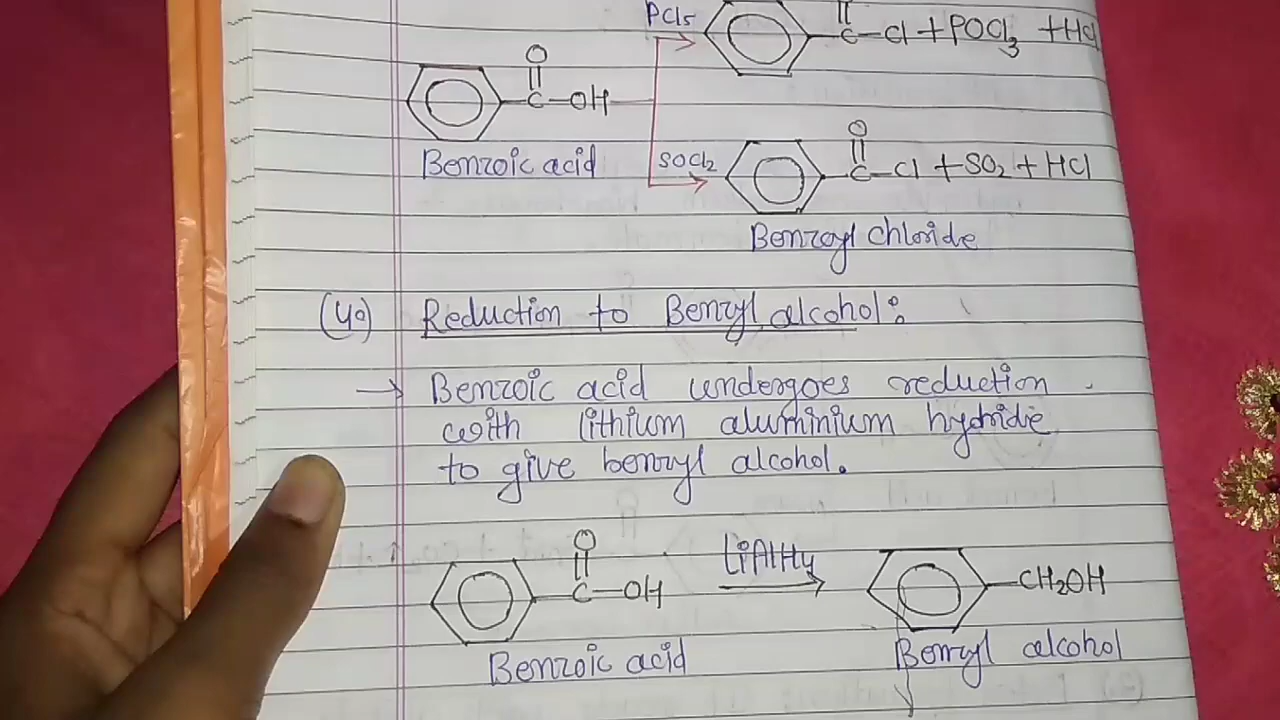 PCl5
C-Cl + POCl3 + HCl
O
C-OH
Benzoic acid
SOCl2
O
C-Cl + SO2 + HCl
Benzoyl chloride
(4.) Reduction to Benzyl alcohol:
→ Benzoic acid undergoes reduction
with lithium aluminium hydride
to give benzyl alcohol.
O
C-OH
LiAlH4
CH2OH
Benzoic acid
Benzyl alcohol